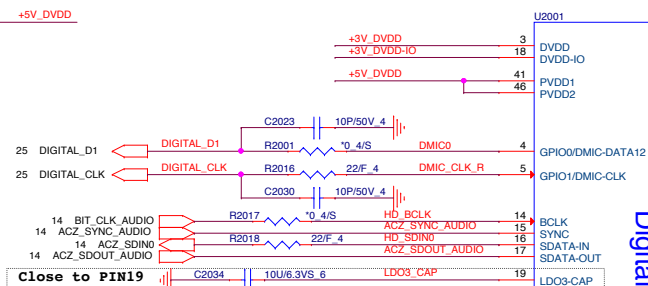 +5V_DVDD
U2001
+3V_DVDD 3 DVDD
+3V_DVDD-IO 18 DVDD-IO
+5V_DVDD 41 PVDD1
46 PVDD2
C2023 10P/50V_4
25 DIGITAL_D1 DIGITAL_D1 R2001 *0_4/S DMIC0 4 GPIO0/DMIC-DATA12
25 DIGITAL_CLK DIGITAL_CLK R2016 22/F_4 DMIC_CLK_R 5 GPIO1/DMIC-CLK
C2030 10P/50V_4
14 BIT_CLK_AUDIO R2017 *0_4/S HD_BCLK 14 BCLK
14 ACZ_SYNC_AUDIO ACZ_SYNC_AUDIO 15 SYNC
14 ACZ_SDIN0 R2018 22/F_4 HD_SDIN0 16 SDATA-IN
14 ACZ_SDOUT_AUDIO ACZ_SDOUT_AUDIO 17 SDATA-OUT
Close to PIN19 C2034 10U/6.3VS_6 LDO3_CAP 19 LDO3-CAP
Digital